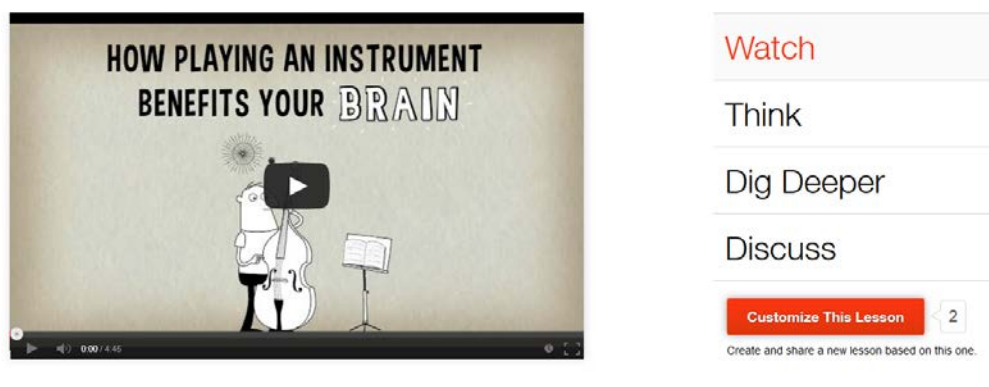 HOW PLAYING AN INSTRUMENT
BENEFITS YOUR BRAIN
0:00 / 4:46
Watch
Think
Dig Deeper
Discuss
Customize This Lesson
2
Create and share a new lesson based on this one.